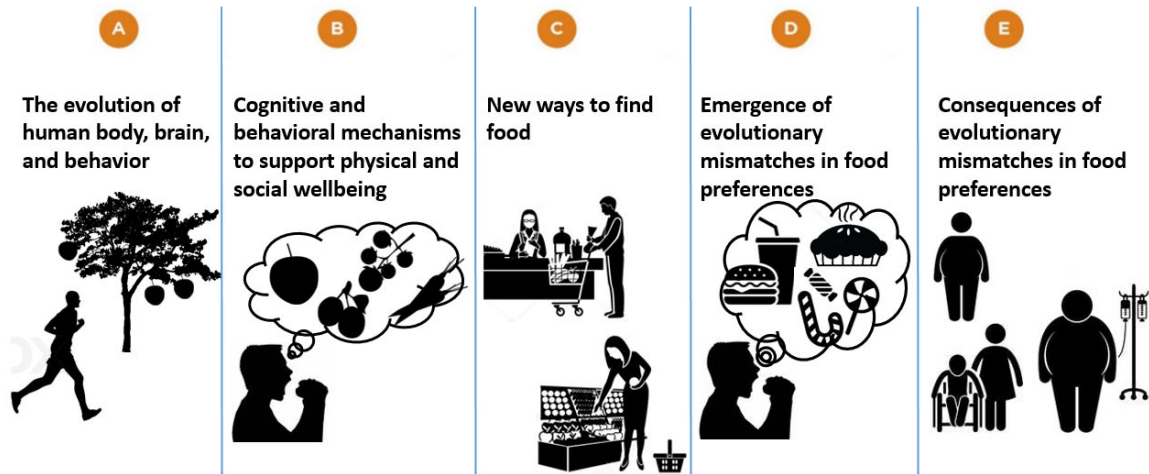 A
The evolution of
human body, brain,
and behavior
B
Cognitive and
behavioral mechanisms
to support physical and
social wellbeing
C
New ways to find
food
D
Emergence of
evolutionary
mismatches in food
preferences
E
Consequences of
evolutionary
mismatches in food
preferences